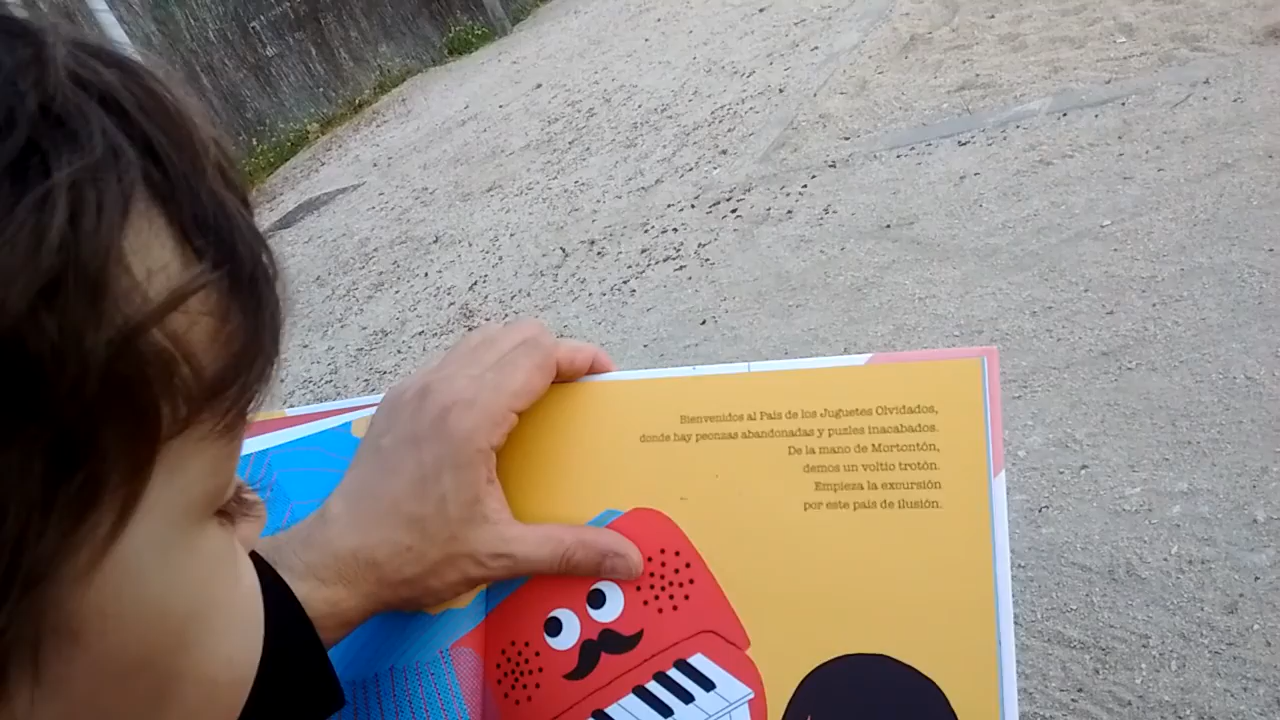 Bienvenidos al País de los Juguetes Olvidados,
donde hay peonzas abandonadas y puzles inacabados.
De la mano de Mortontón,
demos un voltio trotón.
Empieza la excursión
por este país de ilusión.